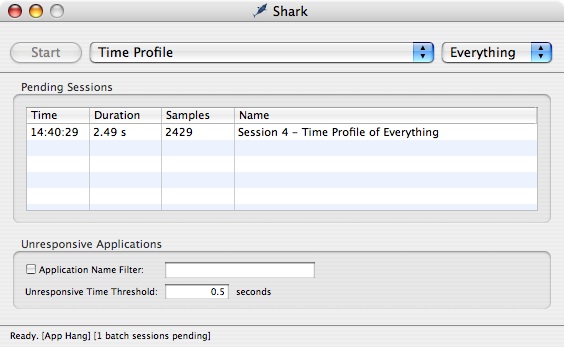 Shark
Start Time Profile Everything
Pending Sessions
Time Duration Samples Name
14:40:29 2.49 s 2429 Session 4 – Time Profile of Everything
Unresponsive Applications
Application Name Filter:
Unresponsive Time Threshold: 0.5 seconds
Ready. [App Hang] [1 batch sessions pending]